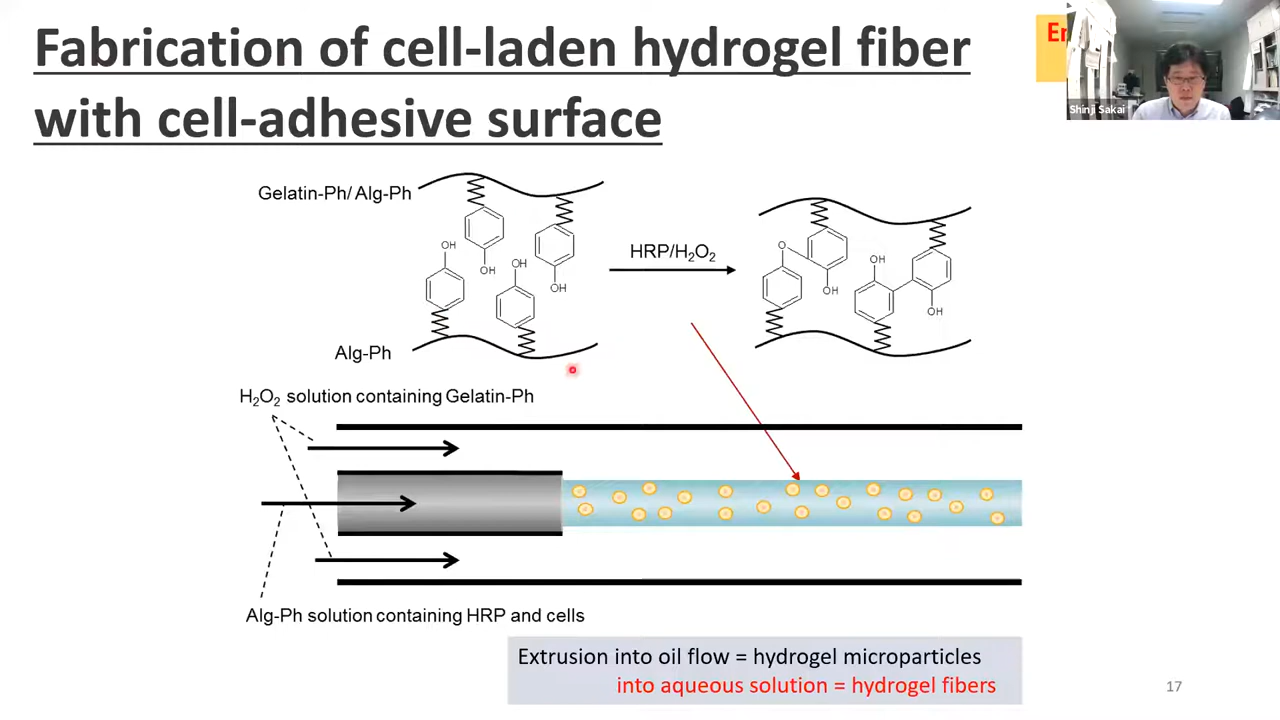 Fabrication of cell-laden hydrogel fiber
with cell-adhesive surface
Shinji Sakai
Gelatin-Ph/ Alg-Ph
OH
OH
OH
OH
HRP/H₂O₂
O
OH
OH
OH
Alg-Ph
H₂O₂ solution containing Gelatin-Ph
Alg-Ph solution containing HRP and cells
Extrusion into oil flow = hydrogel microparticles
into aqueous solution = hydrogel fibers
17